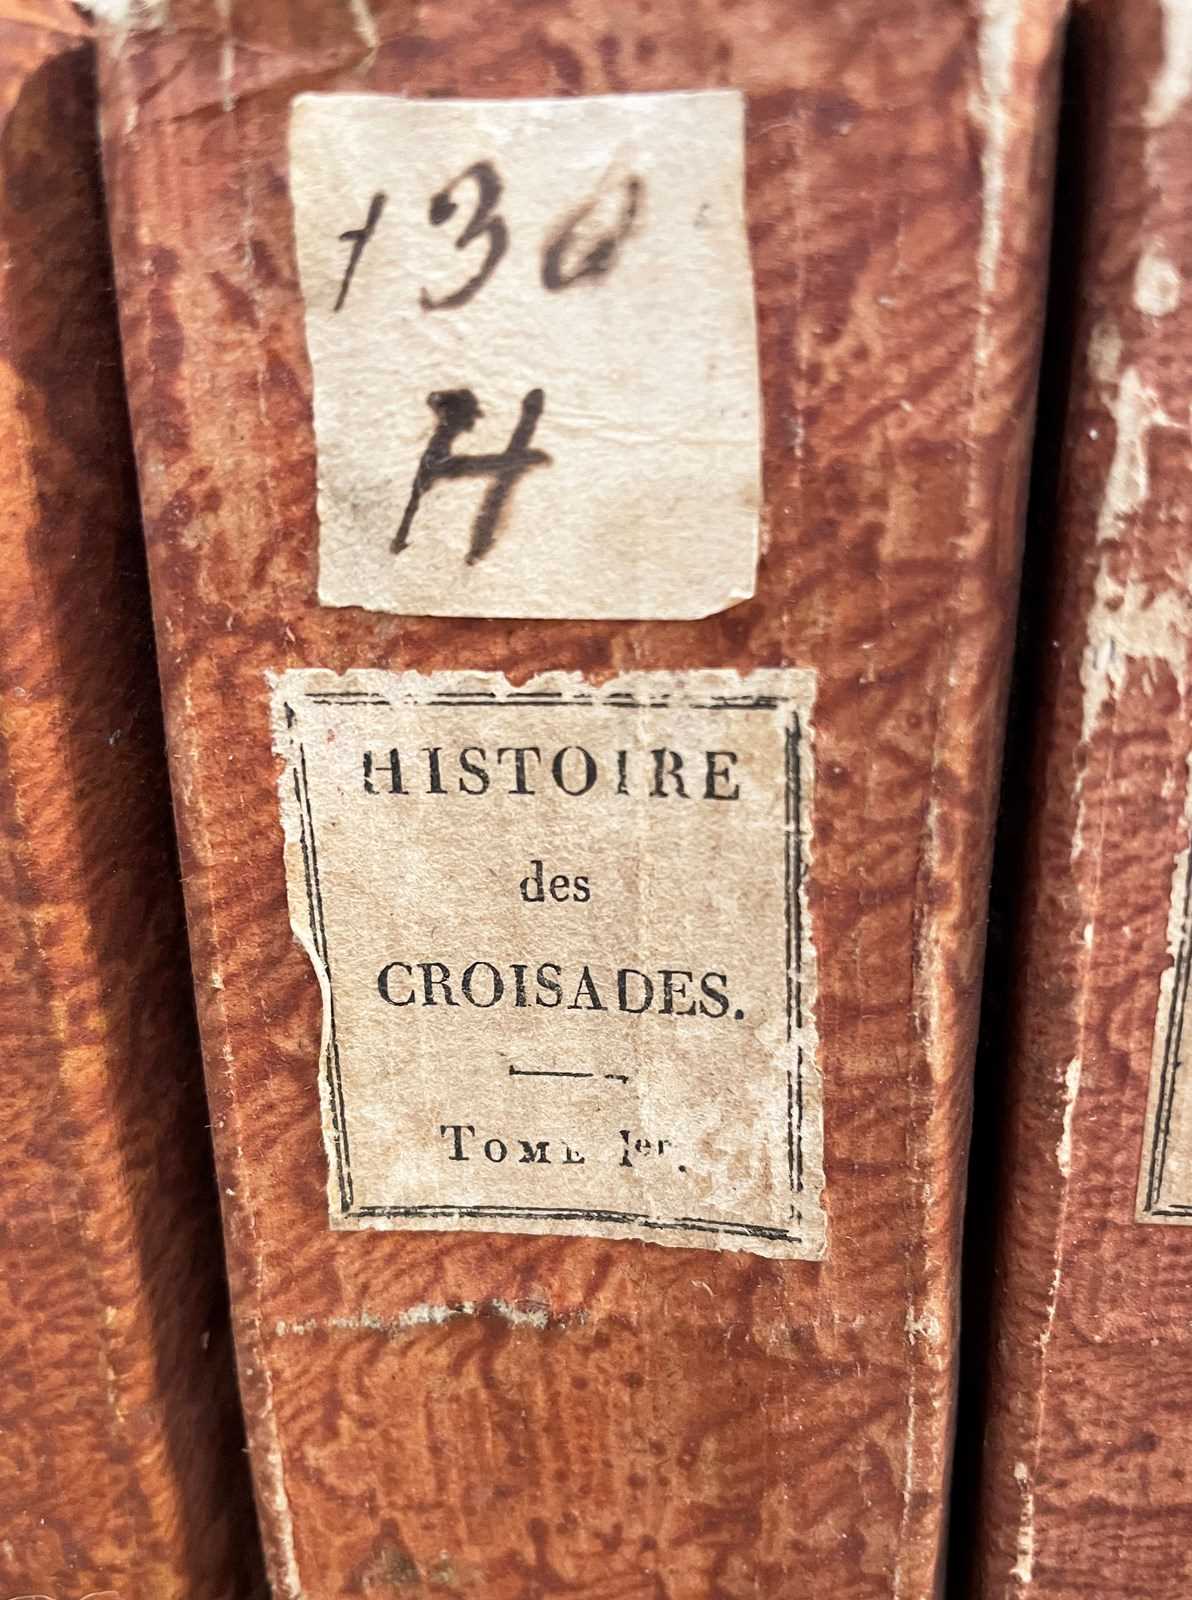 130
H
HISTOIRE
des
CROISADES.
TOME Ier.